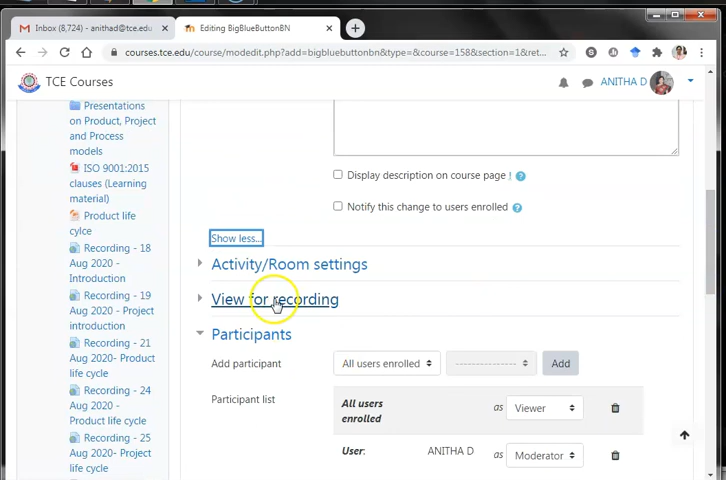 Inbox (8,724) - anithad@tce.edu
Editing BigBlueButtonBN
courses.tce.edu/course/modedit.php?add=bigbluebuttonbn&type=&course=158&section=1&ret...
TCE Courses
ANITHA D
Presentations
on Product, Project
and Process
models
ISO 9001:2015
clauses (Learning
material)
Product life
cylce
Recording - 18
Aug 2020 -
Introduction
Recording - 19
Aug 2020 - Project
introduction
Recording - 21
Aug 2020- Product
life cycle
Recording - 24
Aug 2020 -
Product life cycle
Recording - 25
Aug 2020- Project
life cycle
Display description on course page !
Notify this change to users enrolled
Show less...
Activity/Room settings
View for recording
Participants
Add participant
All users enrolled
---------------
Add
Participant list
All users
enrolled
as
Viewer
User:
ANITHA D
as
Moderator